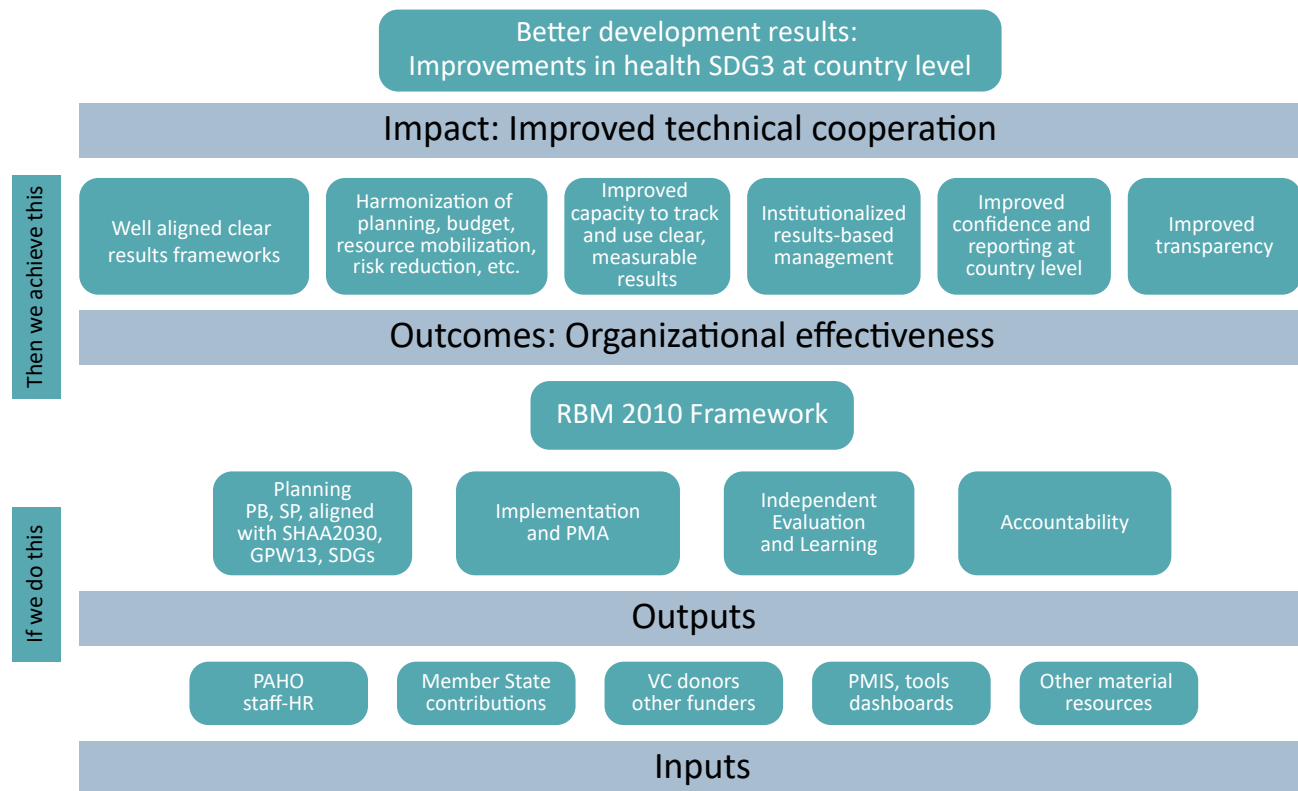 Better development results:
Improvements in health SDG3 at country level
Impact: Improved technical cooperation
Then we achieve this
Well aligned clear
results frameworks
Harmonization of
planning, budget,
resource mobilization,
risk reduction, etc.
Improved
capacity to track
and use clear,
measurable
results
Institutionalized
results-based
management
Improved
confidence and
reporting at
country level
Improved
transparency
Outcomes: Organizational effectiveness
RBM 2010 Framework
If we do this
Planning
PB, SP, aligned
with SHAA2030,
GPW13, SDGs
Implementation
and PMA
Independent
Evaluation
and Learning
Accountability
Outputs
PAHO
staff-HR
Member State
contributions
VC donors
other funders
PMIS, tools
dashboards
Other material
resources
Inputs